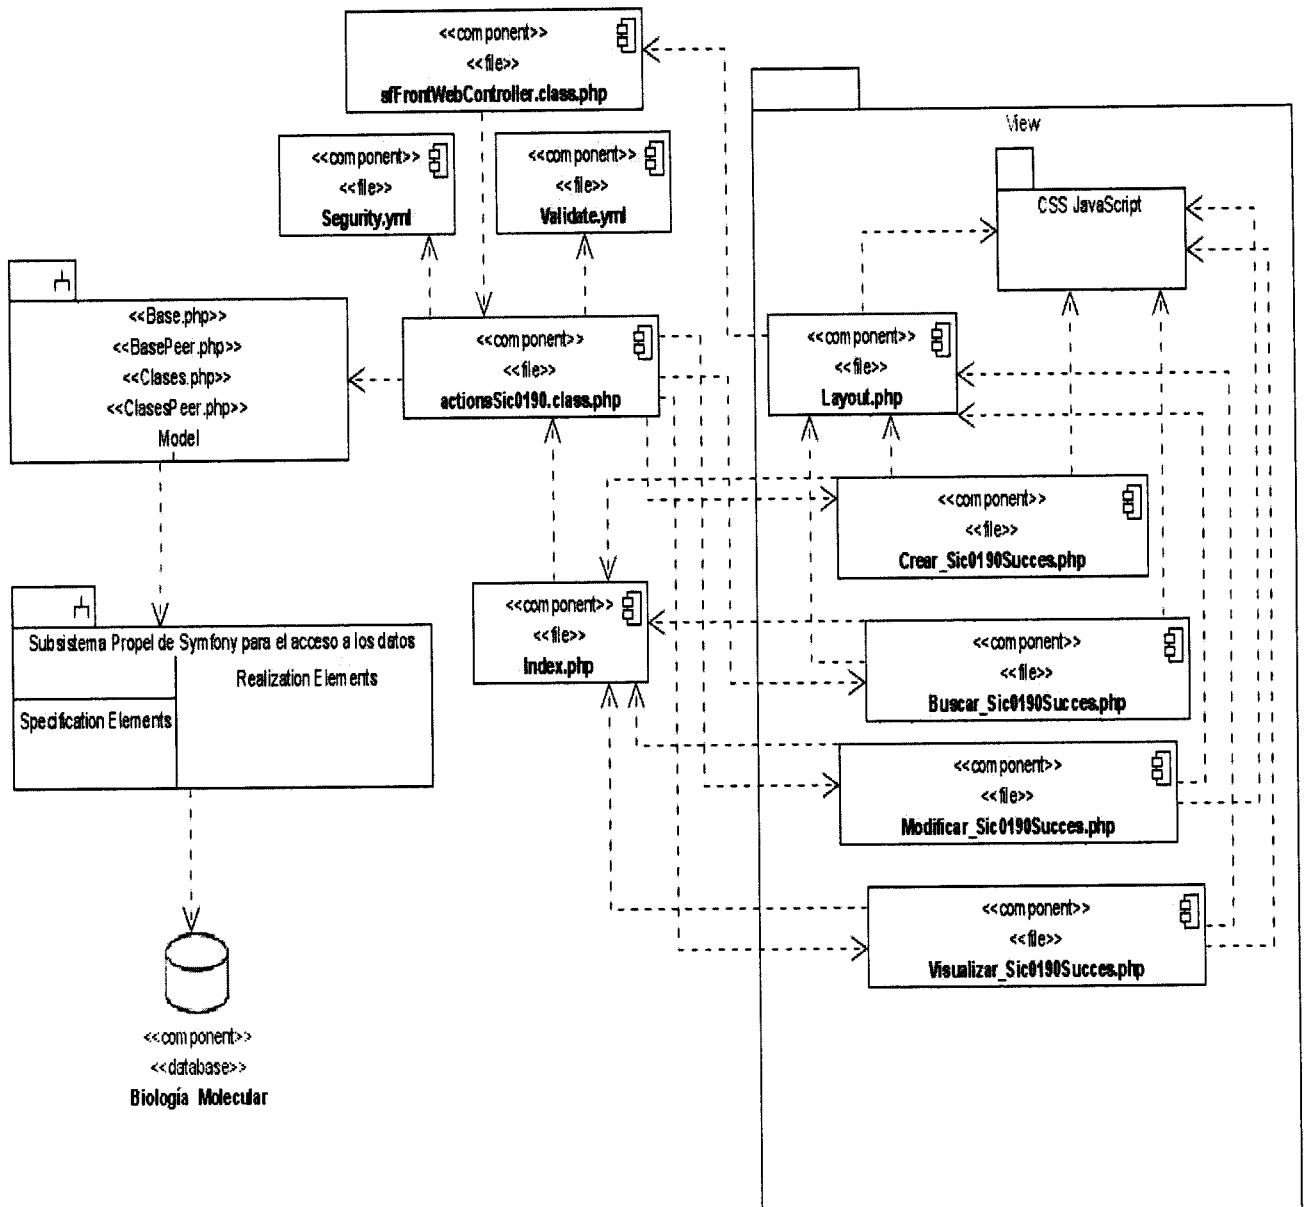 <<component>>
<<file>>
sfFrontWebController.class.php
<<component>>
<<file>>
Segurity.yml
<<component>>
<<file>>
Validate.yml
View
CSS JavaScript
<<Base.php>>
<<BasePeer.php>>
<<Clases.php>>
<<ClasesPeer.php>>
Model
<<component>>
<<file>>
actionsSic0190.class.php
<<component>>
<<file>>
Layout.php
<<component>>
<<file>>
Crear_Sic0190Succes.php
<<component>>
<<file>>
Index.php
<<component>>
<<file>>
Buscar_Sic0190Succes.php
Subsistema Propel de Symfony para el acceso a los datos
Realization Elements
Specification Elements
<<component>>
<<file>>
Modificar_Sic0190Succes.php
<<component>>
<<file>>
Visualizar_Sic0190Succes.php
<<component>>
<<database>>
Biología Molecular